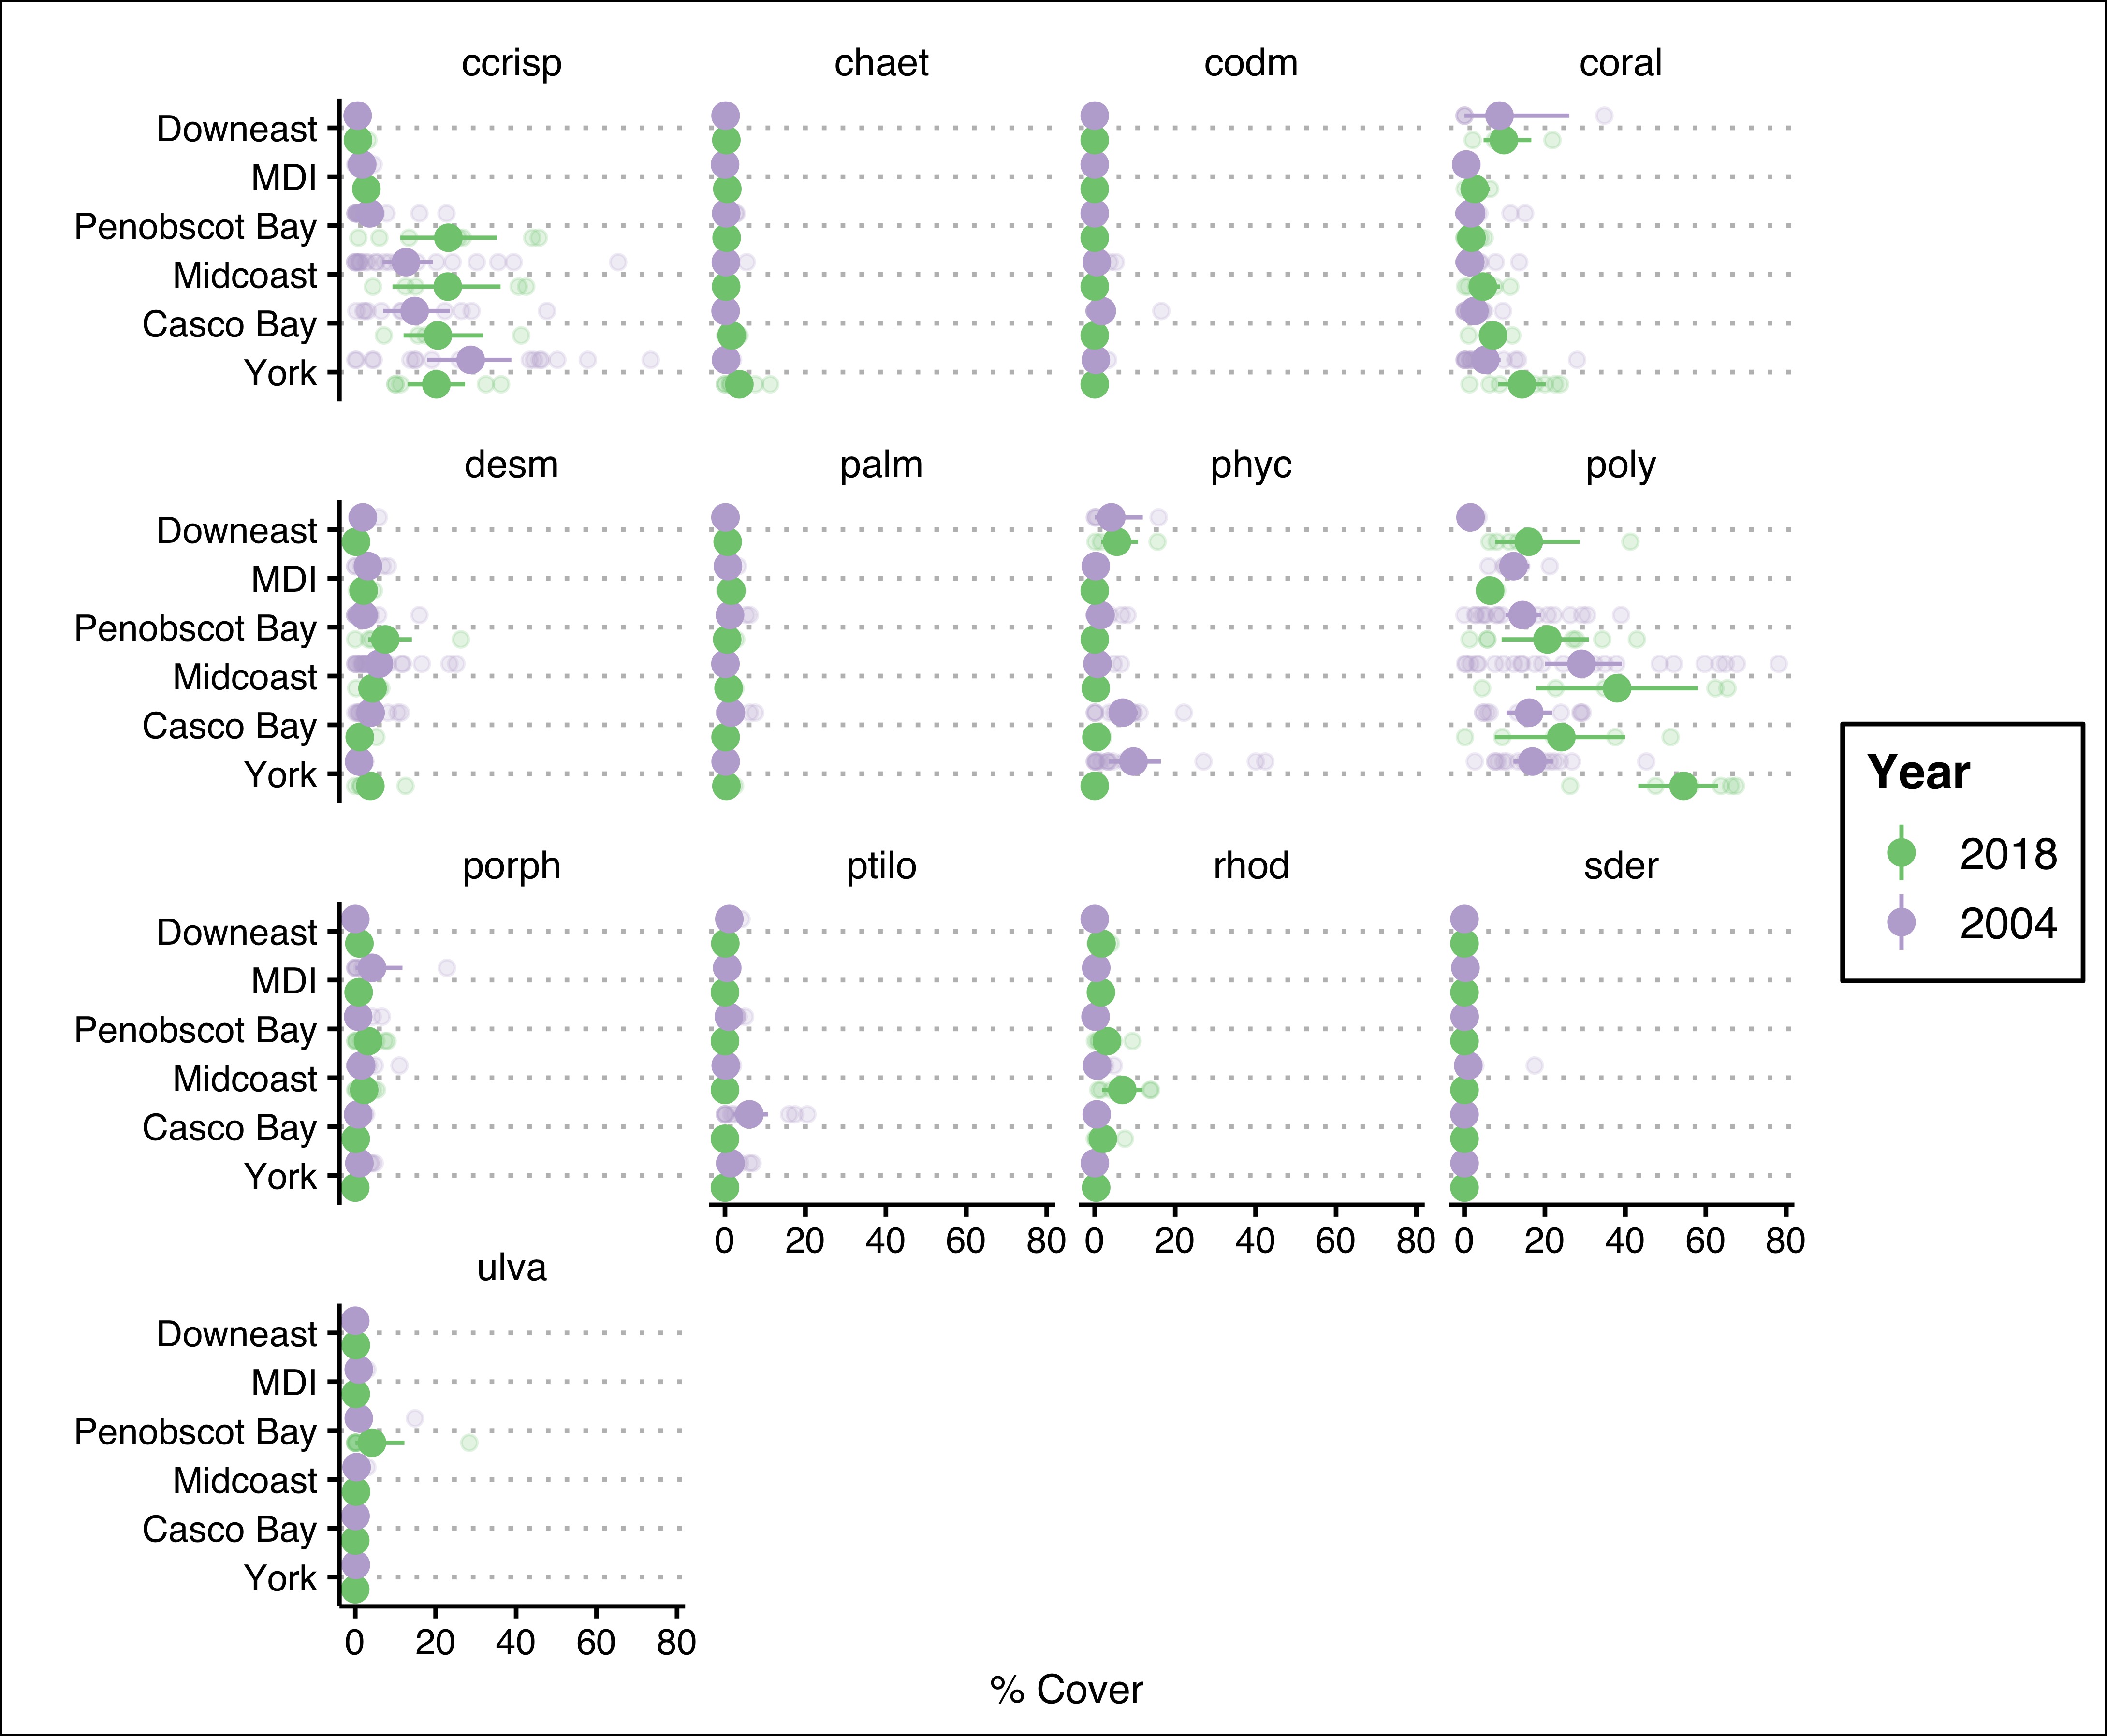 ccrisp chaet codm coral
Downeast
MDI
Penobscot Bay
Midcoast
Casco Bay
York
desm palm phyc poly
Downeast
MDI
Penobscot Bay
Midcoast
Casco Bay
York
Year
2018
2004
porph ptilo rhod sder
Downeast
MDI
Penobscot Bay
Midcoast
Casco Bay
York
0 20 40 60 80 0 20 40 60 80 0 20 40 60 80
ulva
Downeast
MDI
Penobscot Bay
Midcoast
Casco Bay
York
0 20 40 60 80
% Cover